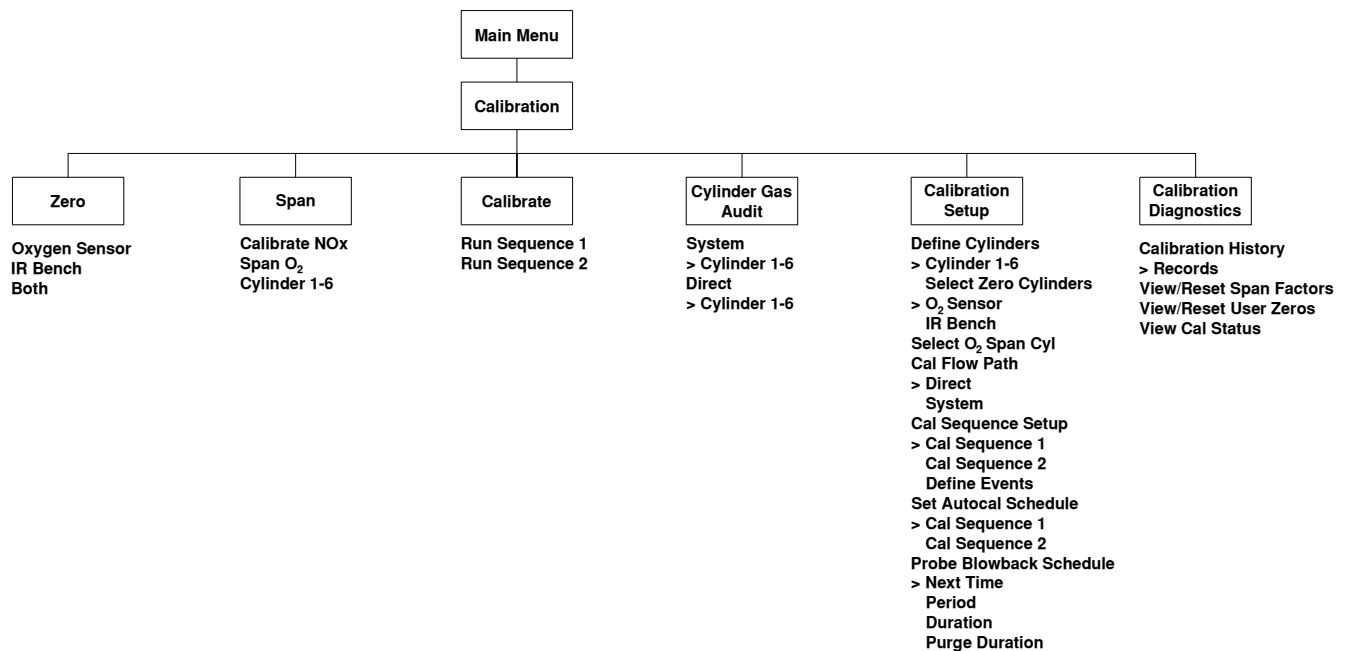 Main Menu
Calibration
Zero
Oxygen Sensor
IR Bench
Both
Span
Calibrate NOx
Span O₂
Cylinder 1-6
Calibrate
Run Sequence 1
Run Sequence 2
Cylinder Gas
Audit
System
> Cylinder 1-6
Direct
> Cylinder 1-6
Calibration
Setup
Define Cylinders
> Cylinder 1-6
Select Zero Cylinders
> O₂ Sensor
IR Bench
Select O₂ Span Cyl
Cal Flow Path
> Direct
System
Cal Sequence Setup
> Cal Sequence 1
Cal Sequence 2
Define Events
Set Autocal Schedule
> Cal Sequence 1
Cal Sequence 2
Probe Blowback Schedule
> Next Time
Period
Duration
Purge Duration
Calibration
Diagnostics
Calibration History
> Records
View/Reset Span Factors
View/Reset User Zeros
View Cal Status